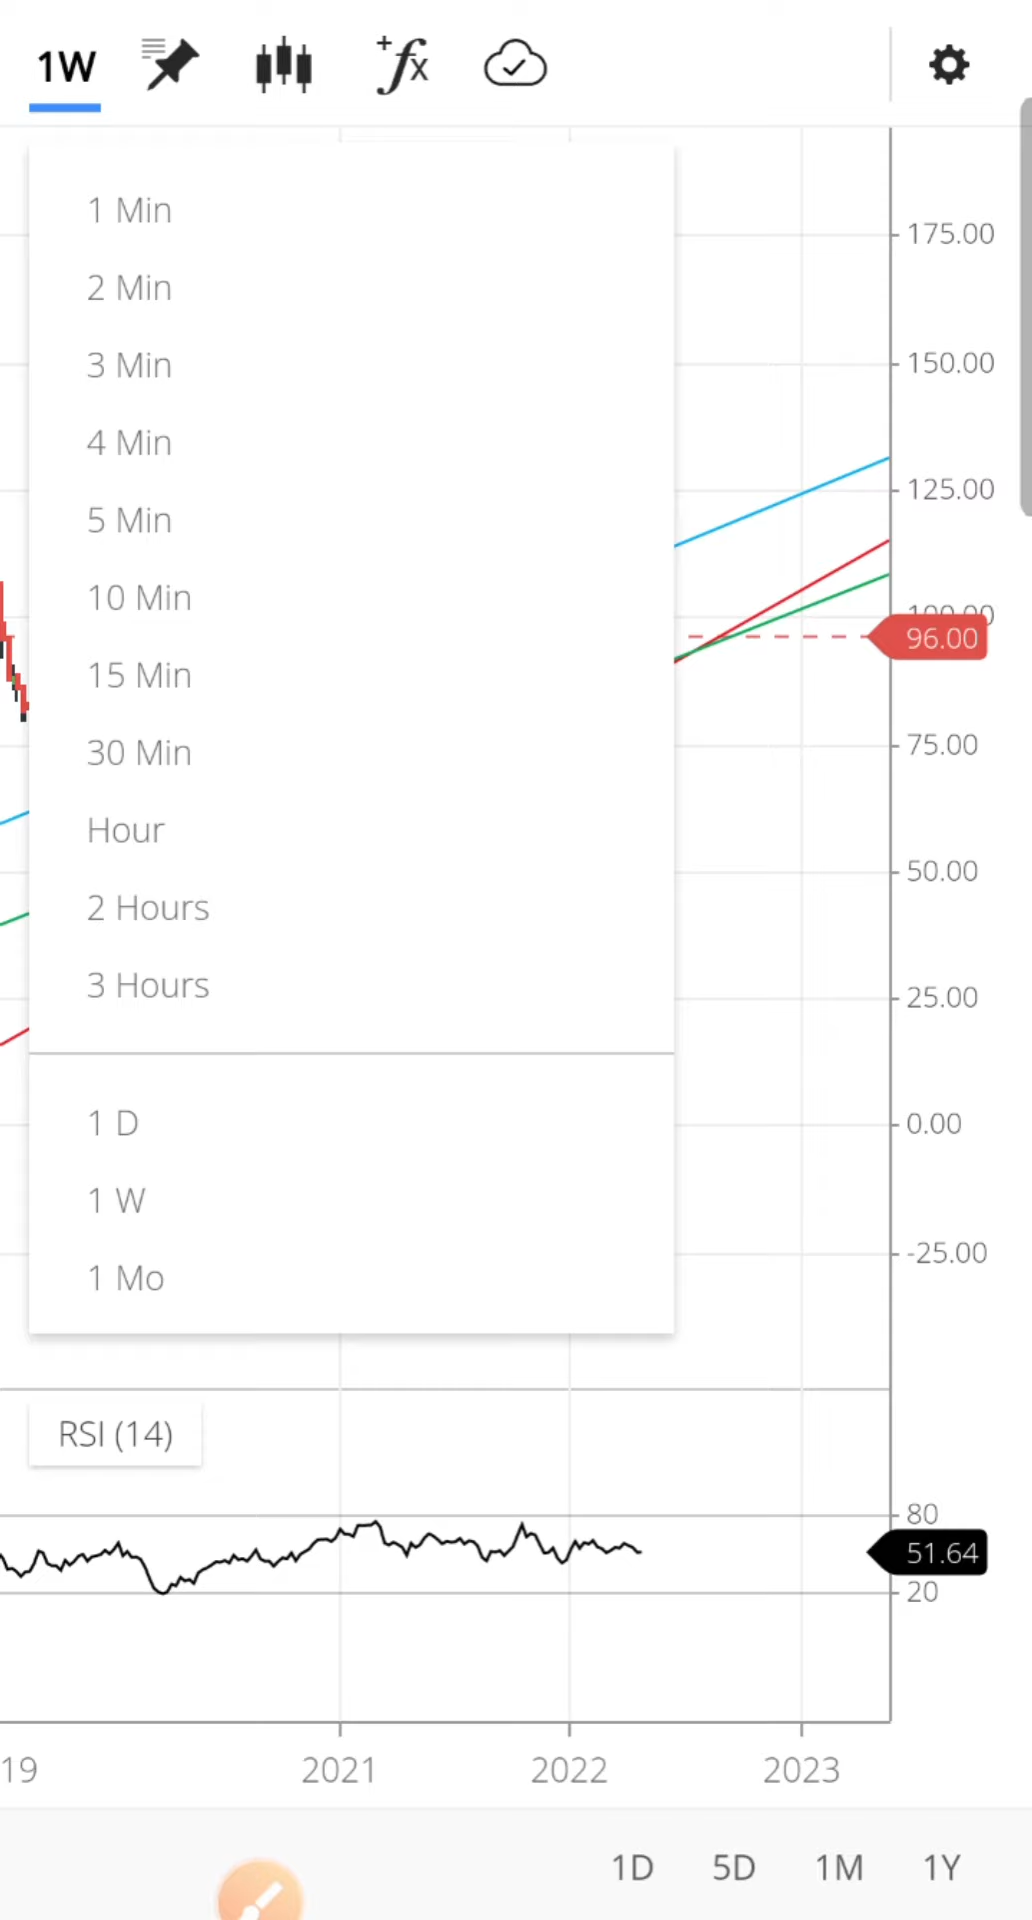 1W
fx
1 Min
2 Min
3 Min
4 Min
5 Min
10 Min
15 Min
30 Min
Hour
2 Hours
3 Hours
1 D
1 W
1 Mo
175.00
150.00
125.00
100.00
96.00
75.00
50.00
25.00
0.00
-25.00
RSI (14)
80
51.64
20
19
2021
2022
2023
1D
5D
1M
1Y